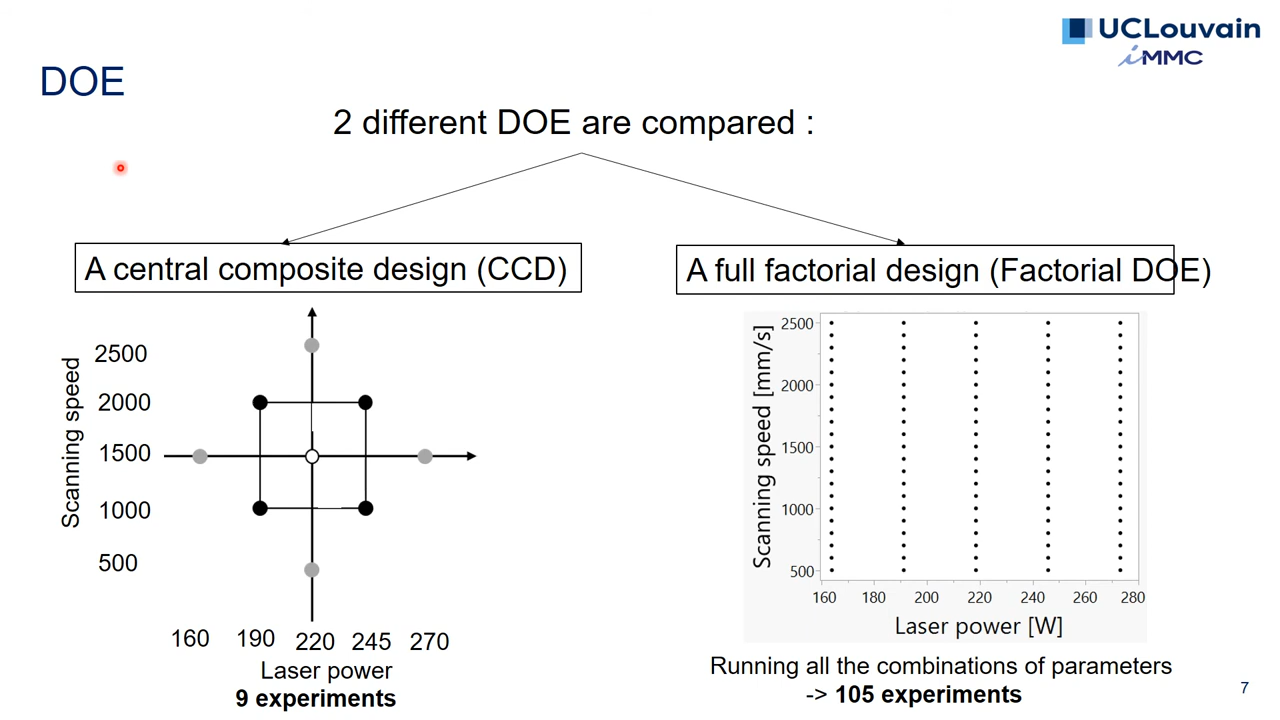 UCLouvain
iMMC
DOE
2 different DOE are compared :
A central composite design (CCD)
Scanning speed
2500
2000
1500
1000
500
160 190 220 245 270
Laser power
9 experiments
A full factorial design (Factorial DOE)
Scanning speed [mm/s]
2500
2000
1500
1000
500
160 180 200 220 240 260 280
Laser power [W]
Running all the combinations of parameters
-> 105 experiments
7